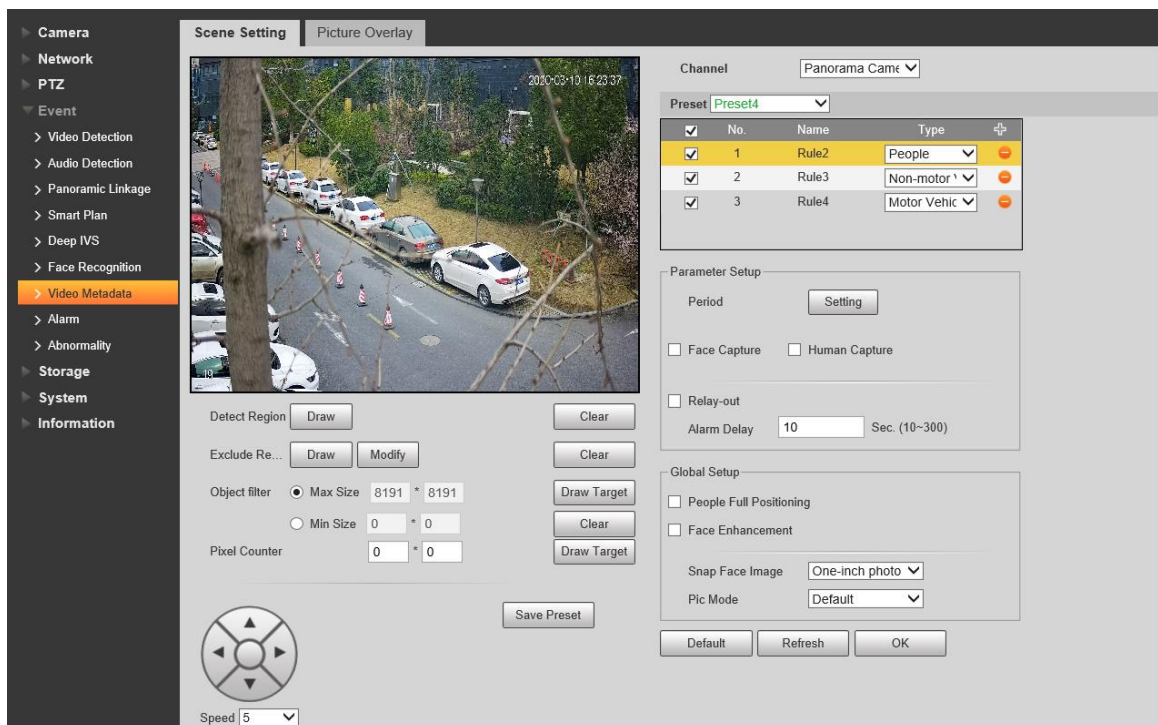 Camera
Network
PTZ
Event
Video Detection
Audio Detection
Panoramic Linkage
Smart Plan
Deep IVS
Face Recognition
Video Metadata
Alarm
Abnormality
Storage
System
Information
Scene Setting
Picture Overlay
2020-03-10 16:23:37
19
Detect Region Draw Clear
Exclude Re... Draw Modify Clear
Object filter Max Size 8191 * 8191 Draw Target
Min Size 0 * 0 Clear
Pixel Counter 0 * 0 Draw Target
Save Preset
Speed 5
Channel Panorama Came
Preset Preset4
No. Name Type
1 Rule2 People
2 Rule3 Non-motor
3 Rule4 Motor Vehic
Parameter Setup
Period Setting
Face Capture Human Capture
Relay-out
Alarm Delay 10 Sec. (10~300)
Global Setup
People Full Positioning
Face Enhancement
Snap Face Image One-inch photo
Pic Mode Default
Default Refresh OK